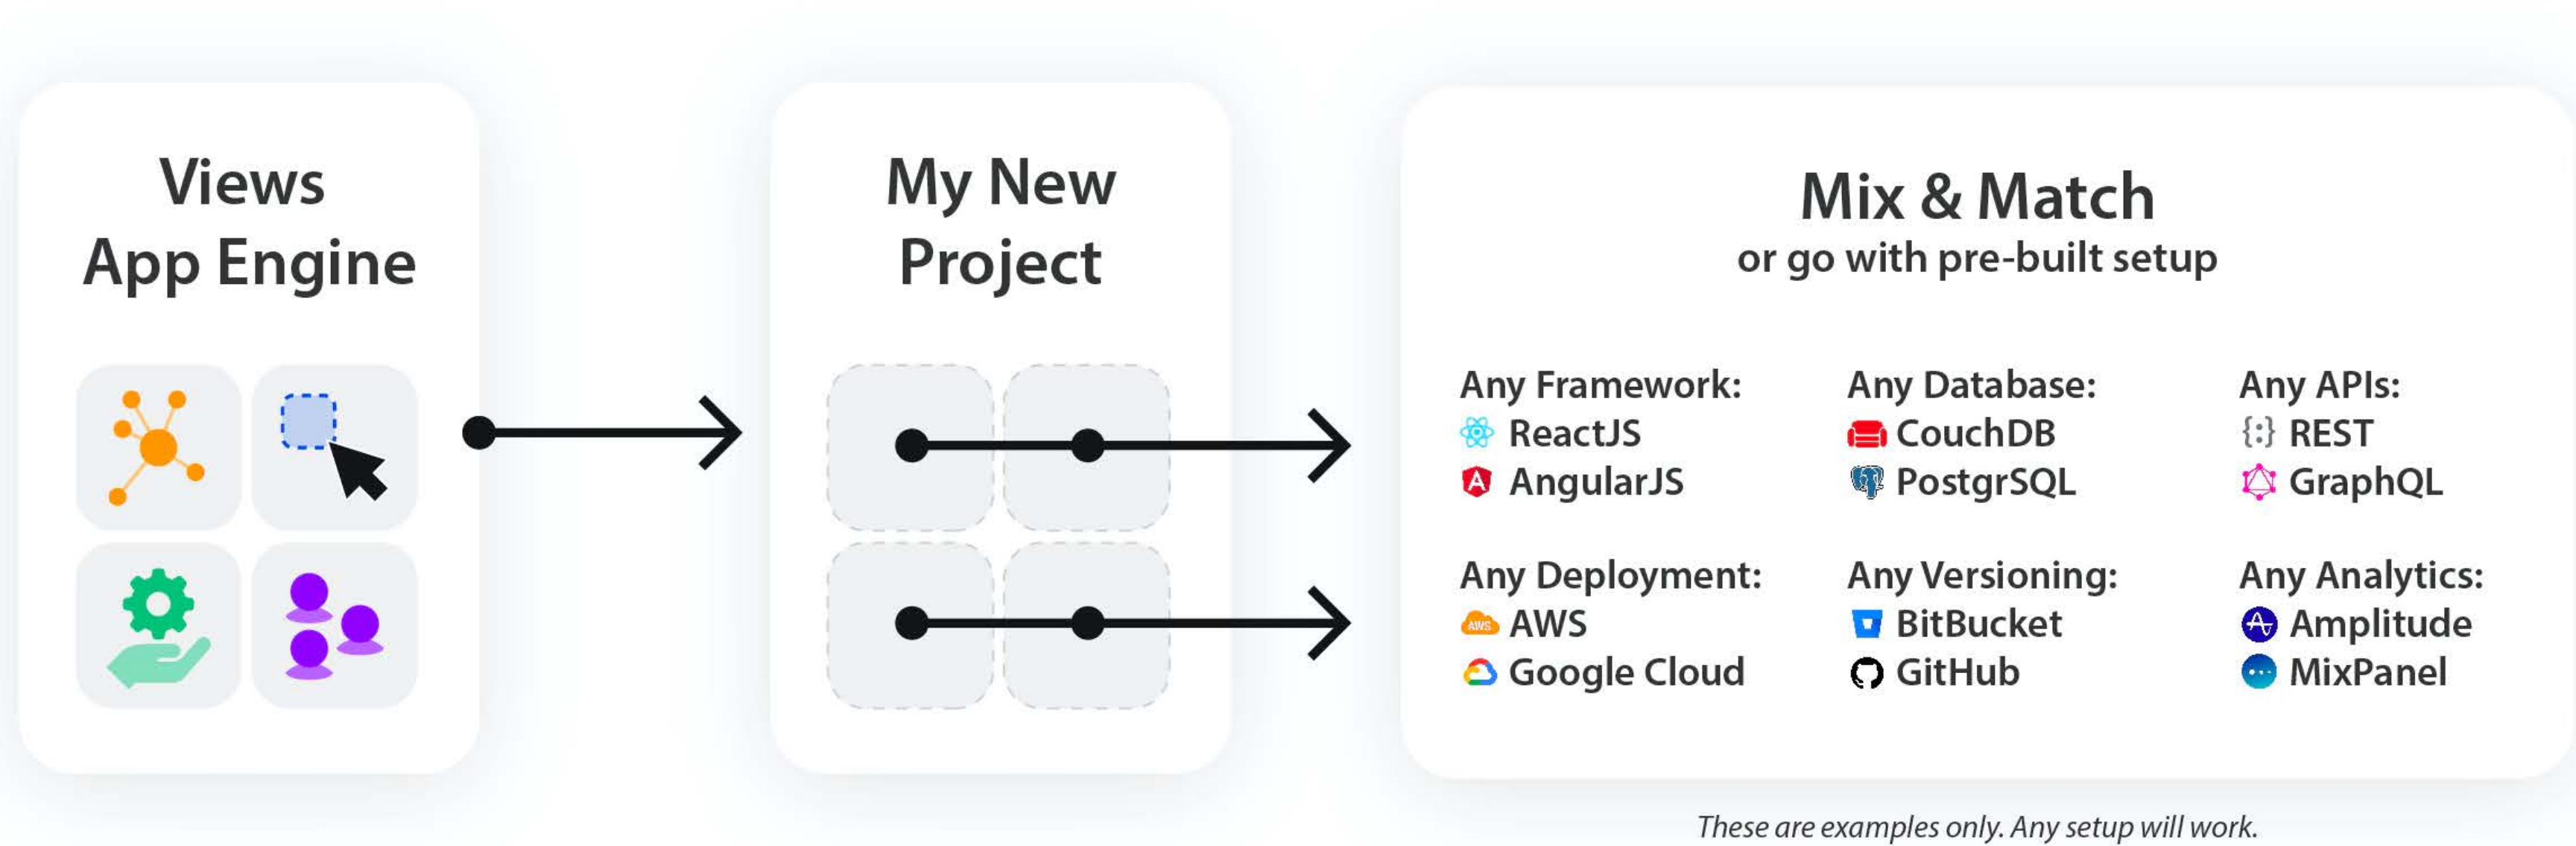 Views
App Engine
My New
Project
Mix & Match
or go with pre-built setup
Any Framework:
ReactJS
AngularJS
Any Database:
CouchDB
PostgrSQL
Any APIs:
{:} REST
GraphQL
Any Deployment:
AWS AWS
Google Cloud
Any Versioning:
BitBucket
GitHub
Any Analytics:
Amplitude
MixPanel
These are examples only. Any setup will work.